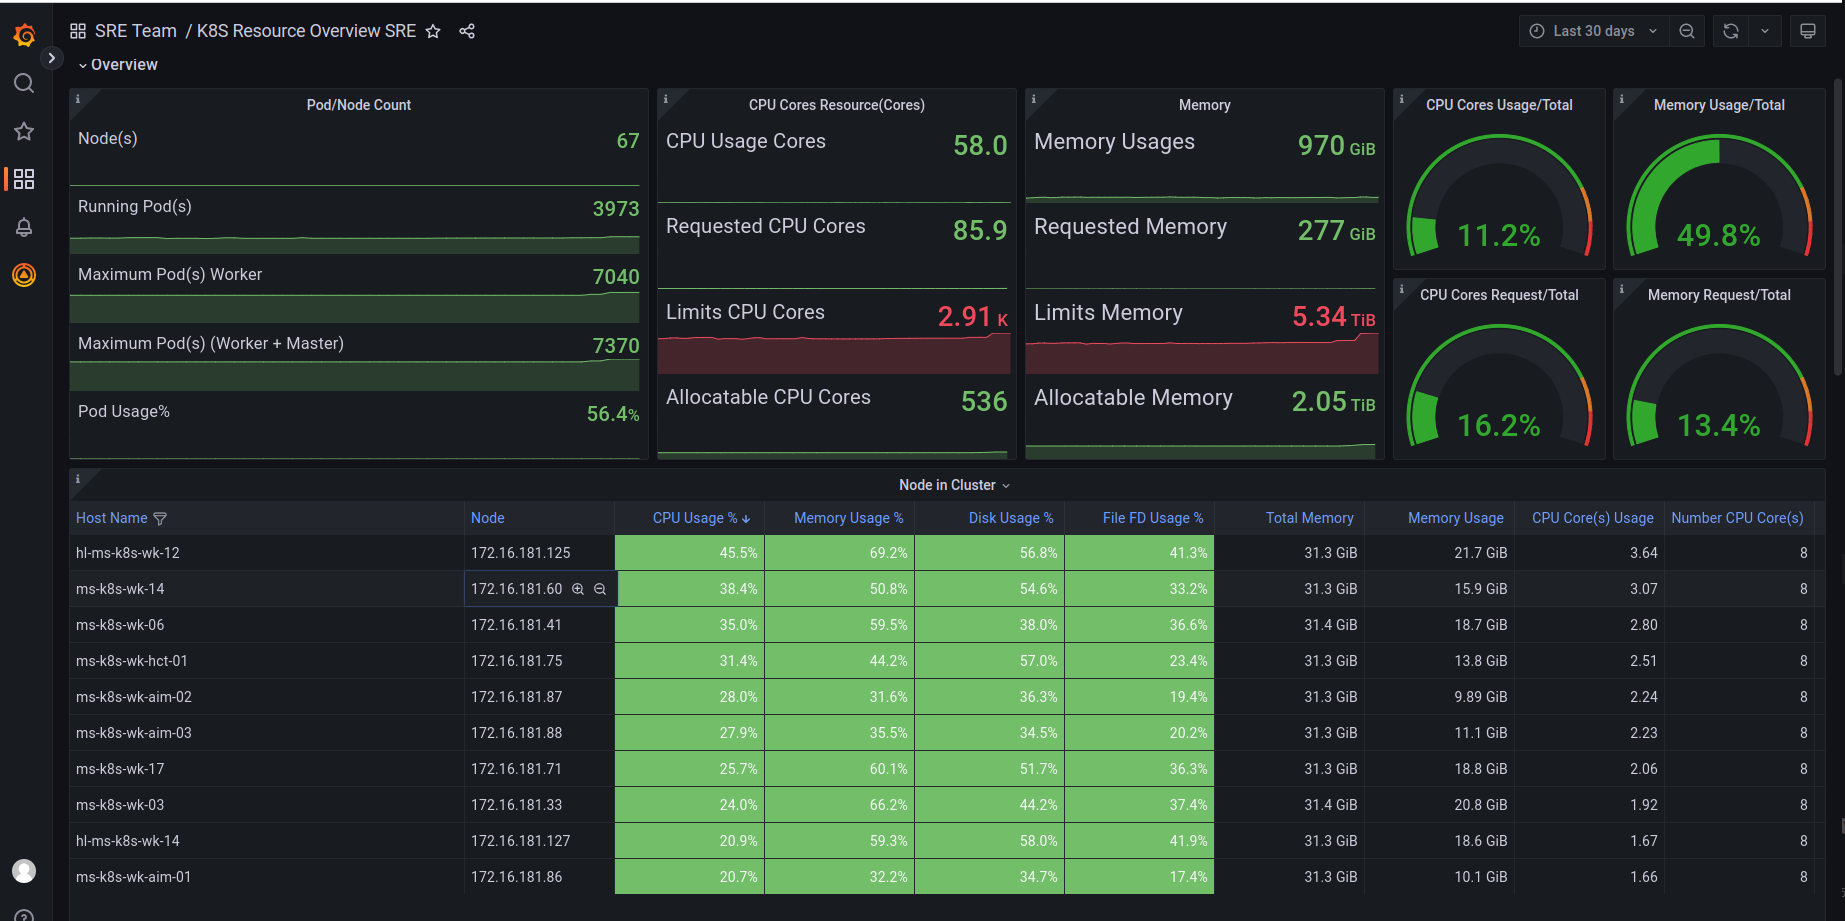 SRE Team / K8S Resource Overview SRE
Last 30 days
Overview
Pod/Node Count
Node(s) 67
Running Pod(s) 3973
Maximum Pod(s) Worker 7040
Maximum Pod(s) (Worker + Master) 7370
Pod Usage% 56.4%
CPU Cores Resource(Cores)
CPU Usage Cores 58.0
Requested CPU Cores 85.9
Limits CPU Cores 2.91 K
Allocatable CPU Cores 536
Memory
Memory Usages 970 GiB
Requested Memory 277 GiB
Limits Memory 5.34 TiB
Allocatable Memory 2.05 TiB
CPU Cores Usage/Total
11.2%
Memory Usage/Total
49.8%
CPU Cores Request/Total
16.2%
Memory Request/Total
13.4%
Node in Cluster
Host Name Node CPU Usage % Memory Usage % Disk Usage % File FD Usage % Total Memory Memory Usage CPU Core(s) Usage Number CPU Core(s)
hl-ms-k8s-wk-12 172.16.181.125 45.5% 69.2% 56.8% 41.3% 31.3 GiB 21.7 GiB 3.64 8
ms-k8s-wk-14 172.16.181.60 38.4% 50.8% 54.6% 33.2% 31.3 GiB 15.9 GiB 3.07 8
ms-k8s-wk-06 172.16.181.41 35.0% 59.5% 38.0% 36.6% 31.4 GiB 18.7 GiB 2.80 8
ms-k8s-wk-hct-01 172.16.181.75 31.4% 44.2% 57.0% 23.4% 31.3 GiB 13.8 GiB 2.51 8
ms-k8s-wk-aim-02 172.16.181.87 28.0% 31.6% 36.3% 19.4% 31.3 GiB 9.89 GiB 2.24 8
ms-k8s-wk-aim-03 172.16.181.88 27.9% 35.5% 34.5% 20.2% 31.3 GiB 11.1 GiB 2.23 8
ms-k8s-wk-17 172.16.181.71 25.7% 60.1% 51.7% 36.3% 31.3 GiB 18.8 GiB 2.06 8
ms-k8s-wk-03 172.16.181.33 24.0% 66.2% 44.2% 37.4% 31.4 GiB 20.8 GiB 1.92 8
hl-ms-k8s-wk-14 172.16.181.127 20.9% 59.3% 58.0% 41.9% 31.3 GiB 18.6 GiB 1.67 8
ms-k8s-wk-aim-01 172.16.181.86 20.7% 32.2% 34.7% 17.4% 31.3 GiB 10.1 GiB 1.66 8